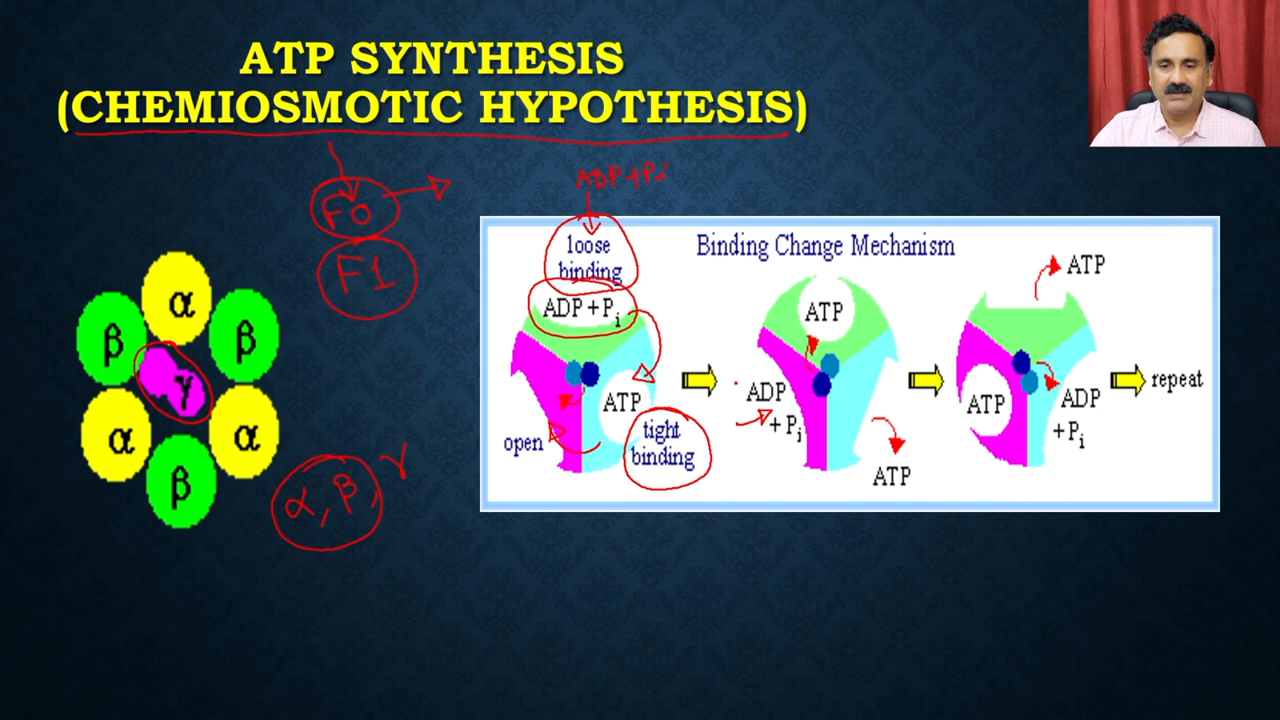 ATP SYNTHESIS
(CHEMIOSMOTIC HYPOTHESIS)
F0
F1
ADP+Pi
α
β
β
γ
α
α
β
α, β, γ
Binding Change Mechanism
loose
binding
ADP + Pi
ATP
open
tight
binding
ATP
ADP
+ Pi
ATP
ATP
ATP
ADP
+ Pi
repeat